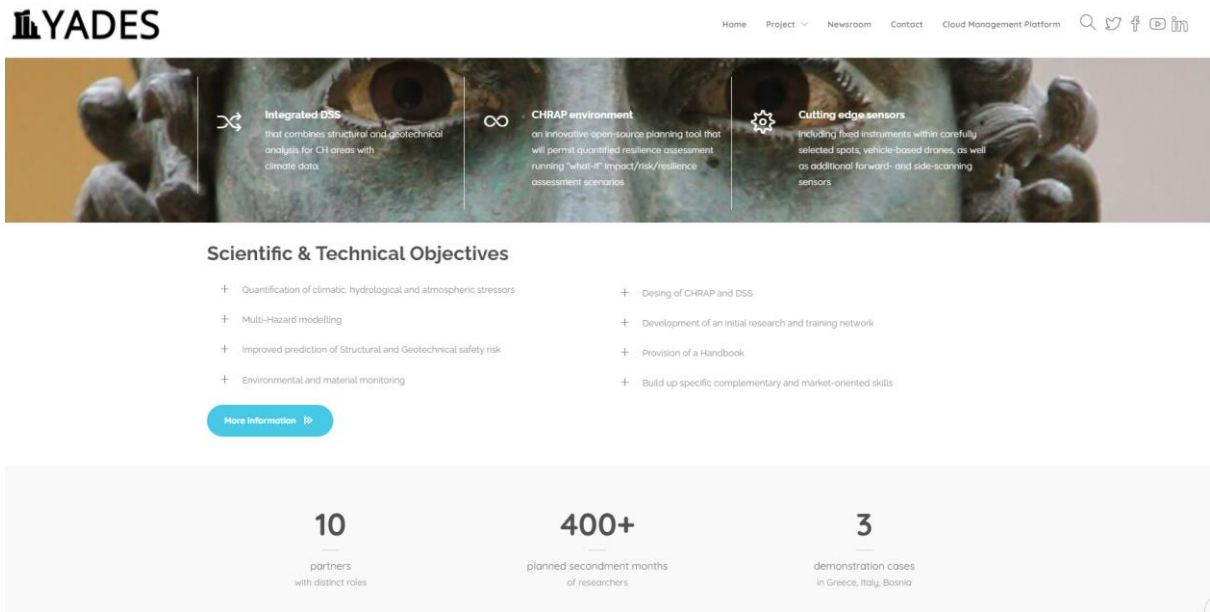 YADES
Home Project Newsroom Contact Cloud Management Platform
Integrated DSS
that combines structural and geotechnical
analysis for CH areas with
climate data.
CHRAP environment
an innovative open-source planning tool that
will permit quantified resilience assessment
running "what-if" impact/risk/resilience
assessment scenarios
Cutting edge sensors
including fixed instruments within carefully
selected spots, vehicle-based drones, as well
as additional forward- and side-scanning
sensors
Scientific & Technical Objectives
+ Quantification of climatic, hydrological and atmospheric stressors
+ Multi-Hazard modelling
+ Improved prediction of Structural and Geotechnical safety risk
+ Environmental and material monitoring
+ Desing of CHRAP and DSS
+ Development of an initial research and training network
+ Provision of a Handbook
+ Build up specific complementary and market-oriented skills
More information
10
partners
with distinct roles
400+
planned secondment months
of researchers
3
demonstration cases
in Greece, Italy, Bosnia